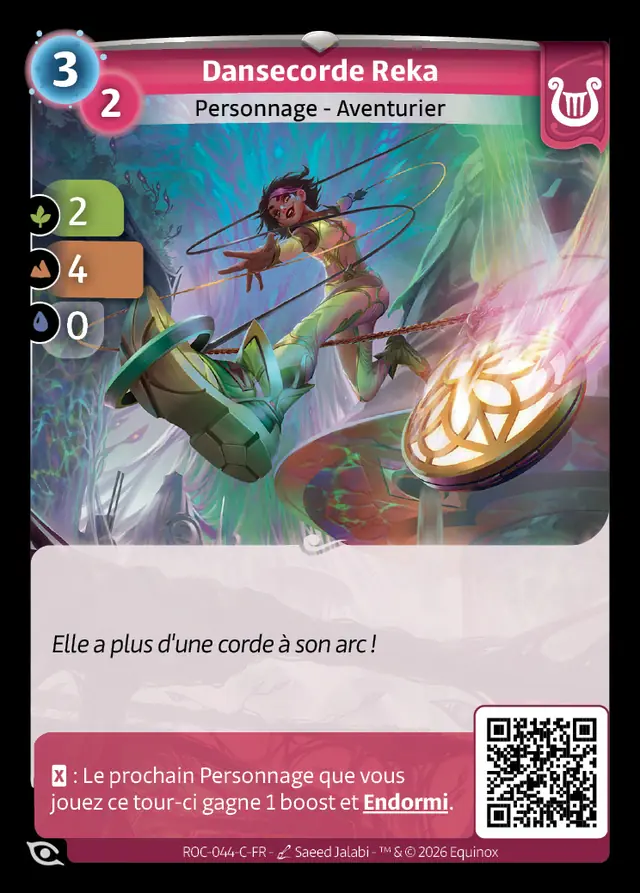 3
Dansecorde Reka
2
Personnage - Aventurier
2
4
0
Elle a plus d'une corde à son arc !
X : Le prochain Personnage que vous
jouez ce tour-ci gagne 1 boost et Endormi.
ROC-044-C-FR - Saeed Jalabi - ™ & © 2026 Equinox